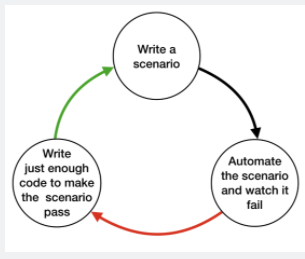 Write a
scenario
Automate
the scenario
and watch it
fail
Write
just enough
code to make
the scenario
pass